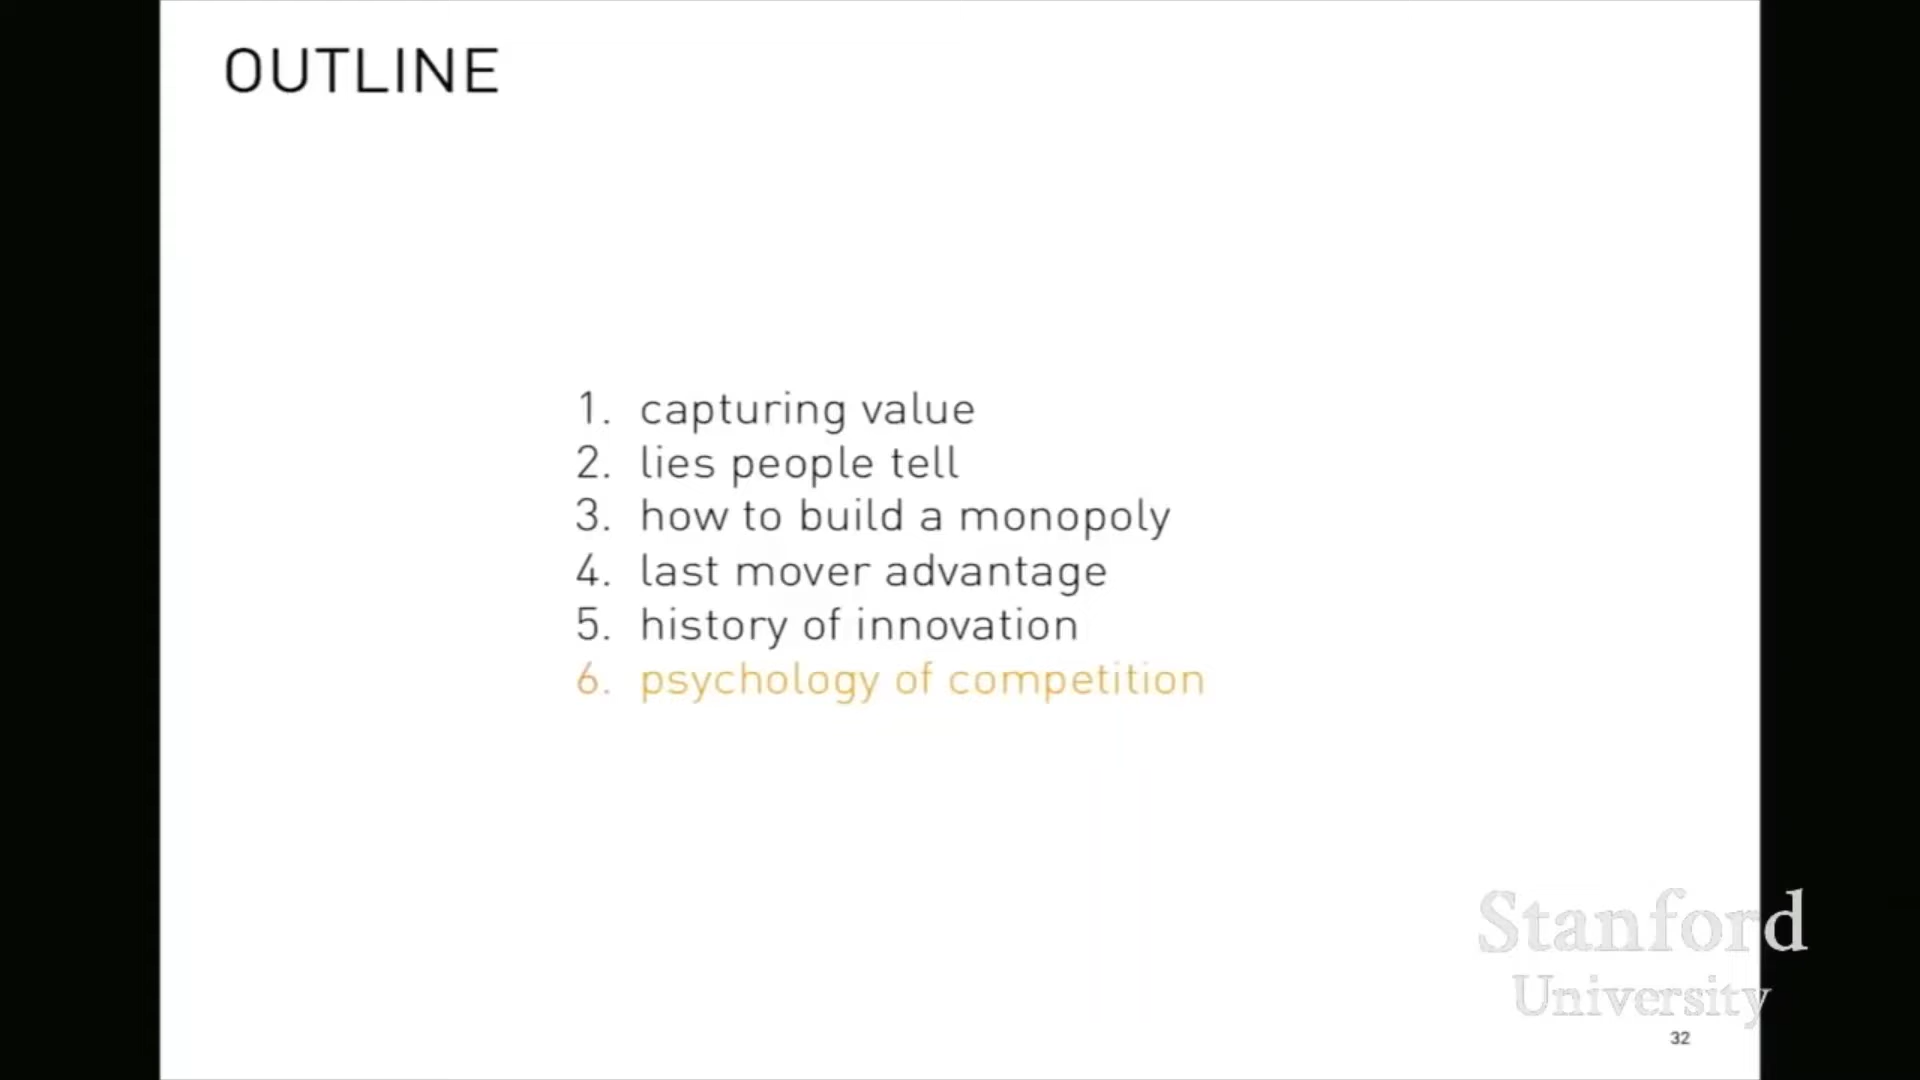 OUTLINE
1. capturing value
2. lies people tell
3. how to build a monopoly
4. last mover advantage
5. history of innovation
6. psychology of competition
Stanford
University
32